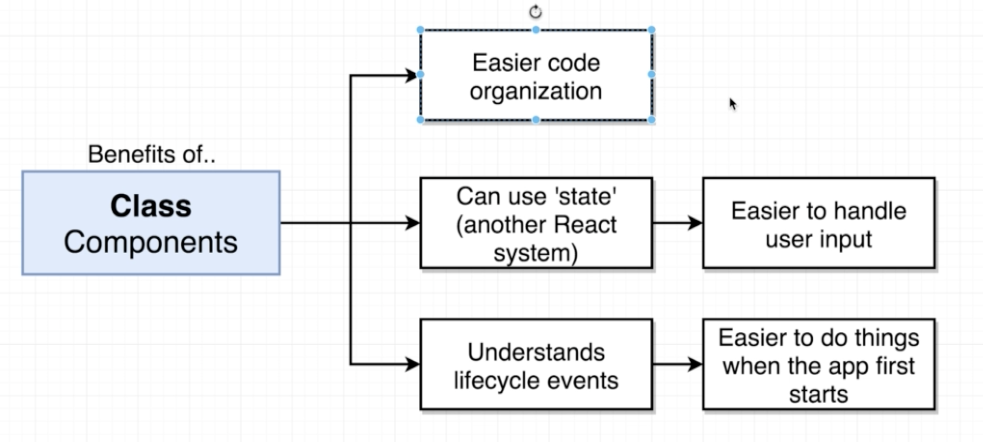 Benefits of..
Class
Components
Easier code
organization
Can use 'state'
(another React
system)
Easier to handle
user input
Understands
lifecycle events
Easier to do things
when the app first
starts